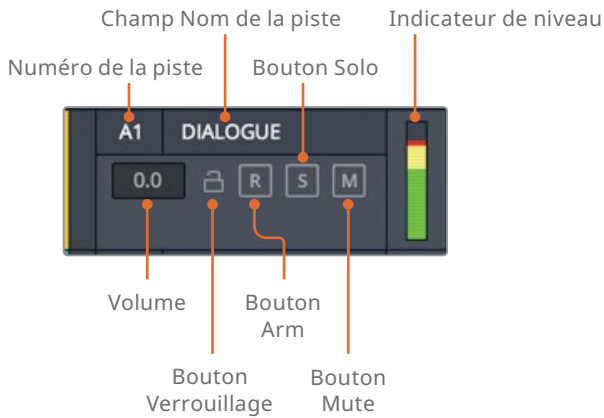 Champ Nom de la piste
Indicateur de niveau
Numéro de la piste
Bouton Solo
A1
DIALOGUE
0.0
R
S
M
Volume
Bouton
Arm
Bouton
Verrouillage
Bouton
Mute